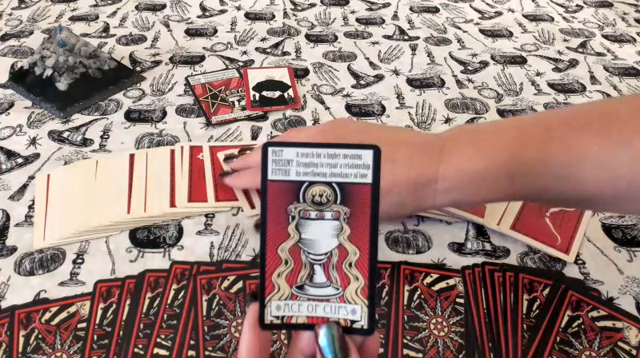 PAST A search for a higher meaning.
PRESENT Struggling to repair a relationship.
FUTURE An overflowing abundance of love.
ACE OF CUPS